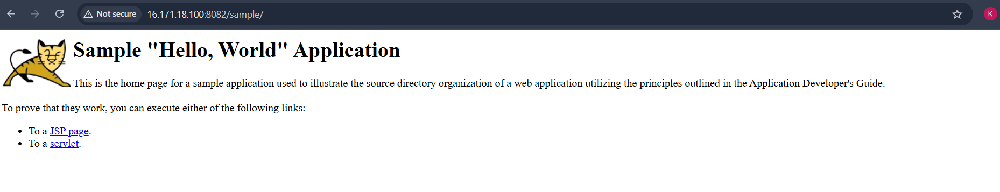 Not secure 16.171.18.100:8082/sample/
K
Sample "Hello, World" Application
This is the home page for a sample application used to illustrate the source directory organization of a web application utilizing the principles outlined in the Application Developer's Guide.
To prove that they work, you can execute either of the following links:
• To a JSP page.
• To a servlet.